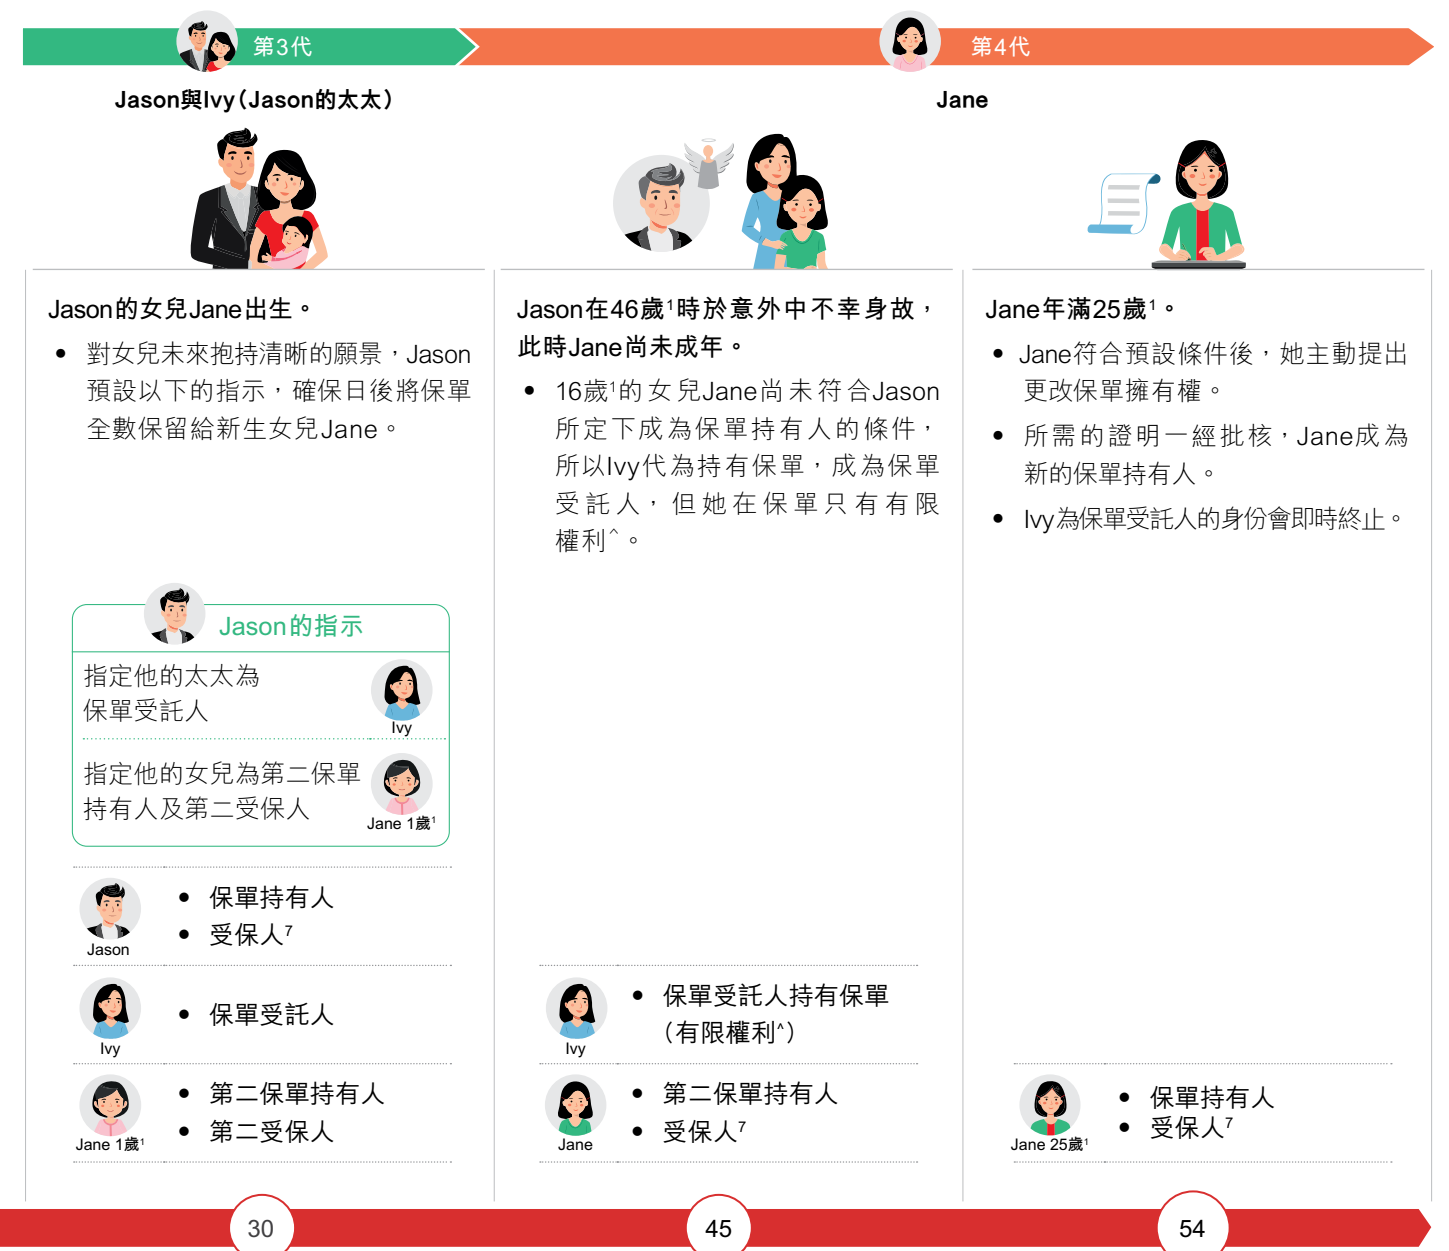 第3代
第4代
Jason與Ivy（Jason的太太）
Jane
Jason的女兒Jane出生。
• 對女兒未來抱持清晰的願景，Jason
預設以下的指示，確保日後將保單
全數保留給新生女兒Jane。
Jason的指示
指定他的太太為
保單受託人
Ivy
指定他的女兒為第二保單
持有人及第二受保人
Jane 1歲¹
Jason
• 保單持有人
• 受保人⁷
Ivy
• 保單受託人
Jane 1歲¹
• 第二保單持有人
• 第二受保人
30
Jason在46歲¹時於意外中不幸身故，
此時Jane尚未成年。
• 16歲¹的女兒Jane尚未符合Jason
所定下成為保單持有人的條件，
所以Ivy代為持有保單，成為保單
受託人，但她在保單只有有限
權利^。
Ivy
• 保單受託人持有保單
（有限權利^）
Jane
• 第二保單持有人
• 受保人⁷
45
Jane年滿25歲¹。
• Jane符合預設條件後，她主動提出
更改保單擁有權。
• 所需的證明一經批核，Jane成為
新的保單持有人。
• Ivy為保單受託人的身份會即時終止。
Jane 25歲¹
• 保單持有人
• 受保人⁷
54